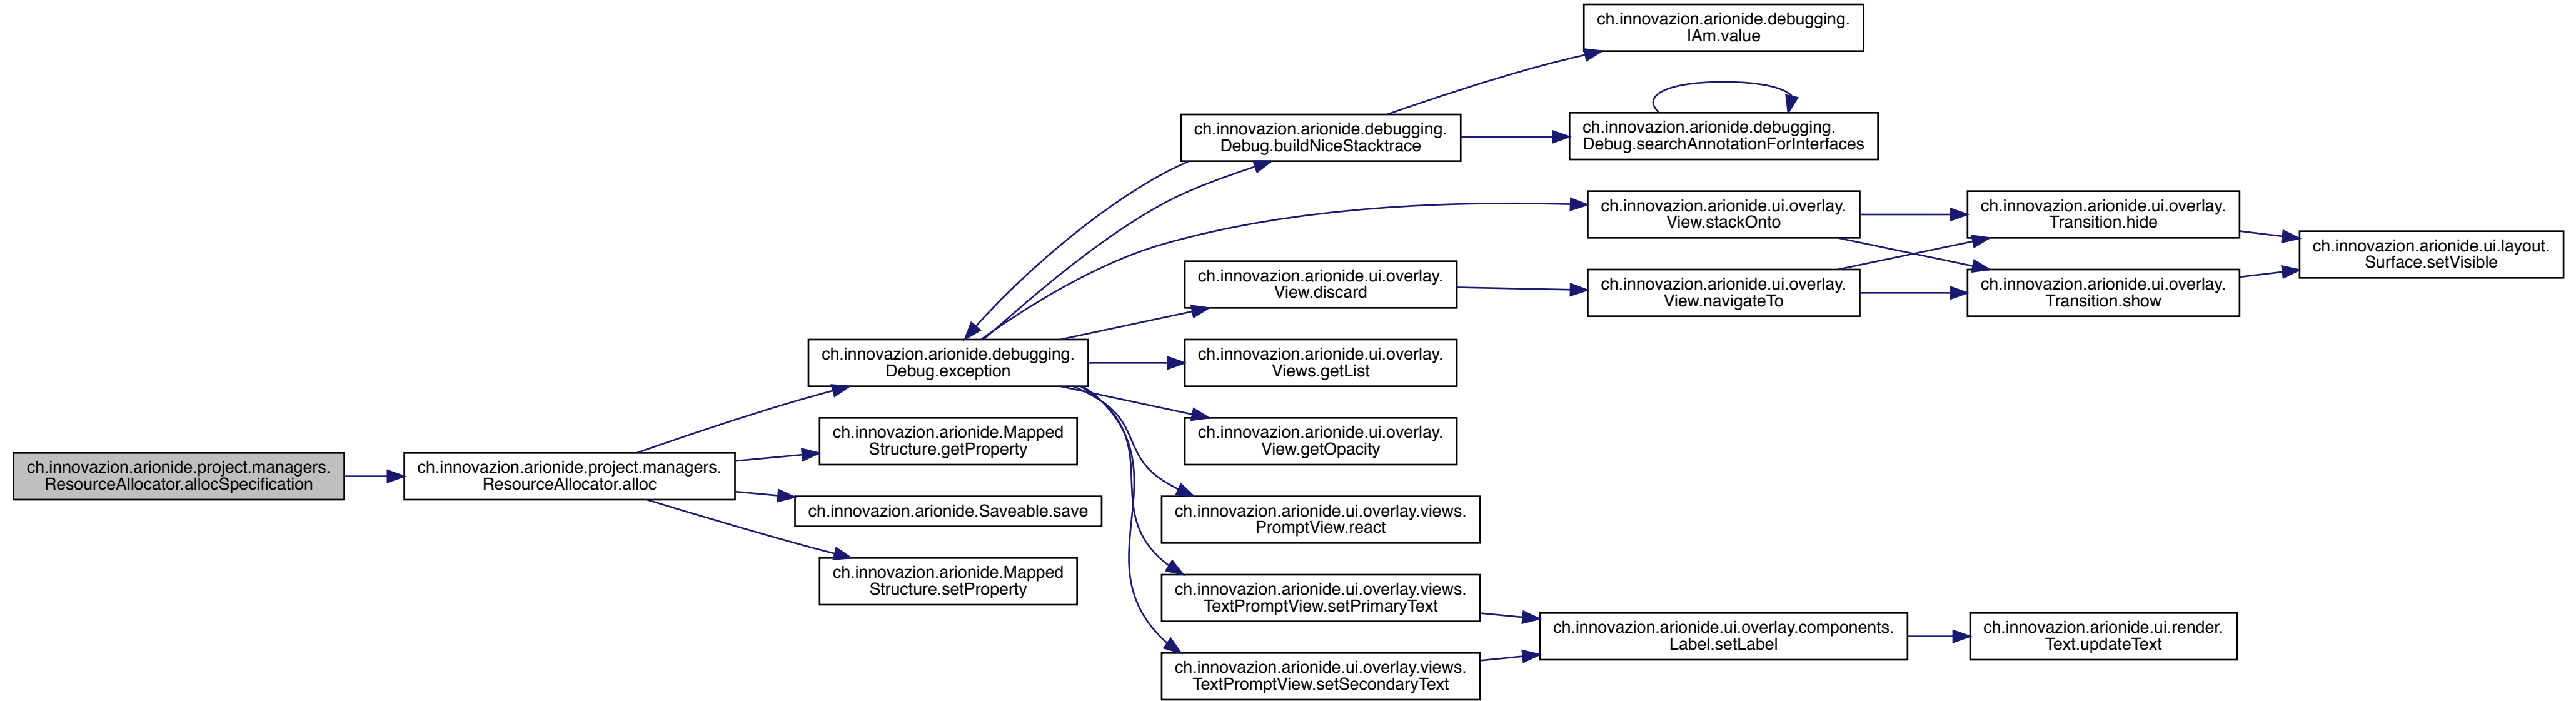 ch.innovazion.arionide.project.managers.
ResourceAllocator.allocSpecification
ch.innovazion.arionide.project.managers.
ResourceAllocator.alloc
ch.innovazion.arionide.debugging.
Debug.exception
ch.innovazion.arionide.Mapped
Structure.getProperty
ch.innovazion.arionide.Saveable.save
ch.innovazion.arionide.Mapped
Structure.setProperty
ch.innovazion.arionide.debugging.
Debug.buildNiceStacktrace
ch.innovazion.arionide.ui.overlay.
View.discard
ch.innovazion.arionide.ui.overlay.
Views.getList
ch.innovazion.arionide.ui.overlay.
View.getOpacity
ch.innovazion.arionide.ui.overlay.views.
PromptView.react
ch.innovazion.arionide.ui.overlay.views.
TextPromptView.setPrimaryText
ch.innovazion.arionide.ui.overlay.views.
TextPromptView.setSecondaryText
ch.innovazion.arionide.debugging.
IAm.value
ch.innovazion.arionide.debugging.
Debug.searchAnnotationForInterfaces
ch.innovazion.arionide.ui.overlay.
View.stackOnto
ch.innovazion.arionide.ui.overlay.
View.navigateTo
ch.innovazion.arionide.ui.overlay.components.
Label.setLabel
ch.innovazion.arionide.ui.overlay.
Transition.hide
ch.innovazion.arionide.ui.overlay.
Transition.show
ch.innovazion.arionide.ui.render.
Text.updateText
ch.innovazion.arionide.ui.layout.
Surface.setVisible